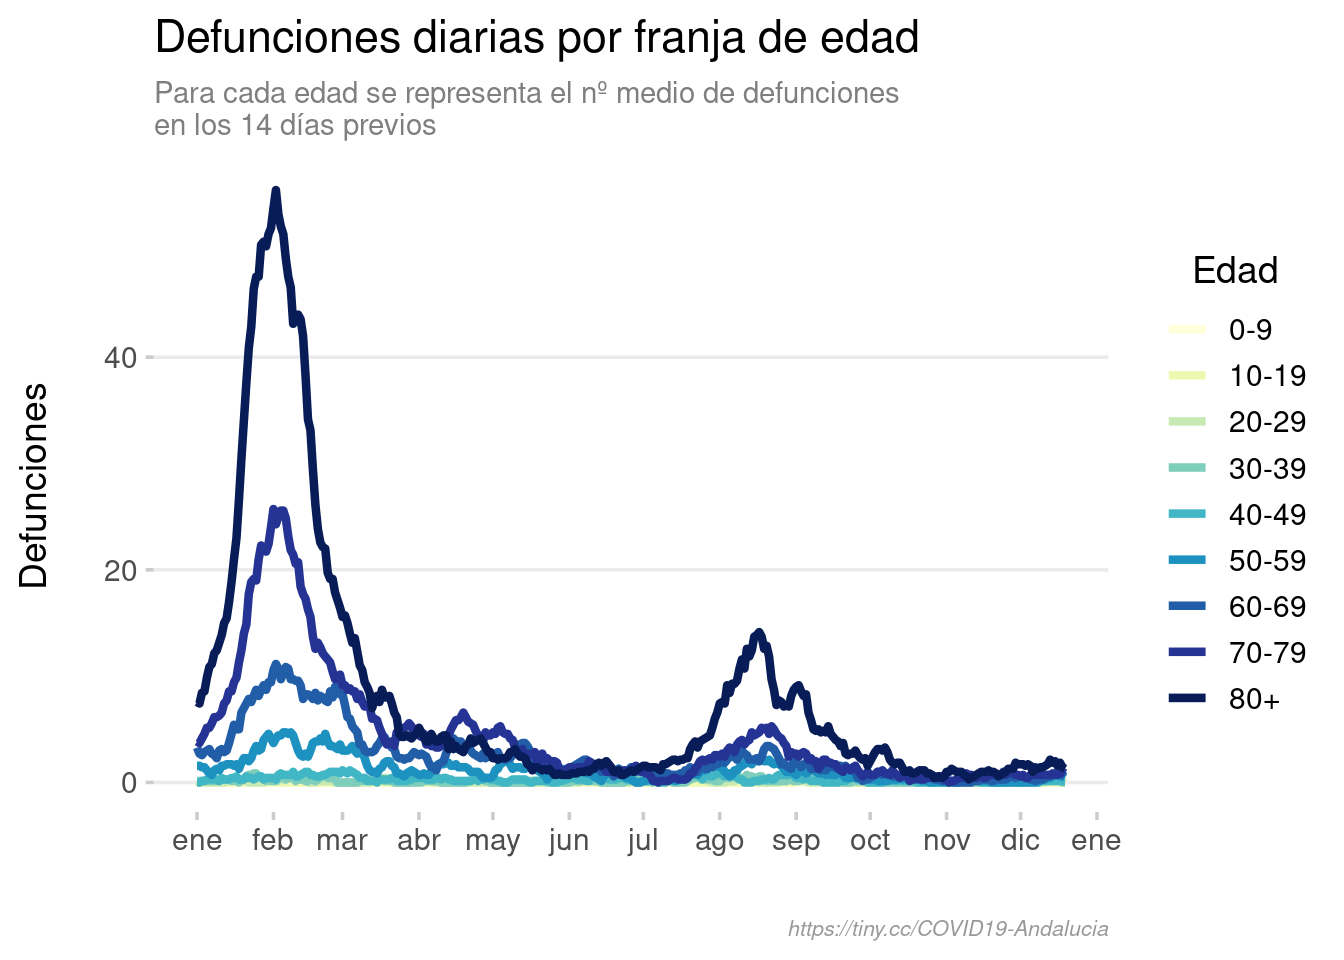 Defunciones diarias por franja de edad
Para cada edad se representa el nº medio de defunciones
en los 14 días previos
Defunciones
40
20
0
ene feb mar abr may jun jul ago sep oct nov dic ene
Edad
0-9
10-19
20-29
30-39
40-49
50-59
60-69
70-79
80+
https://tiny.cc/COVID19-Andalucia